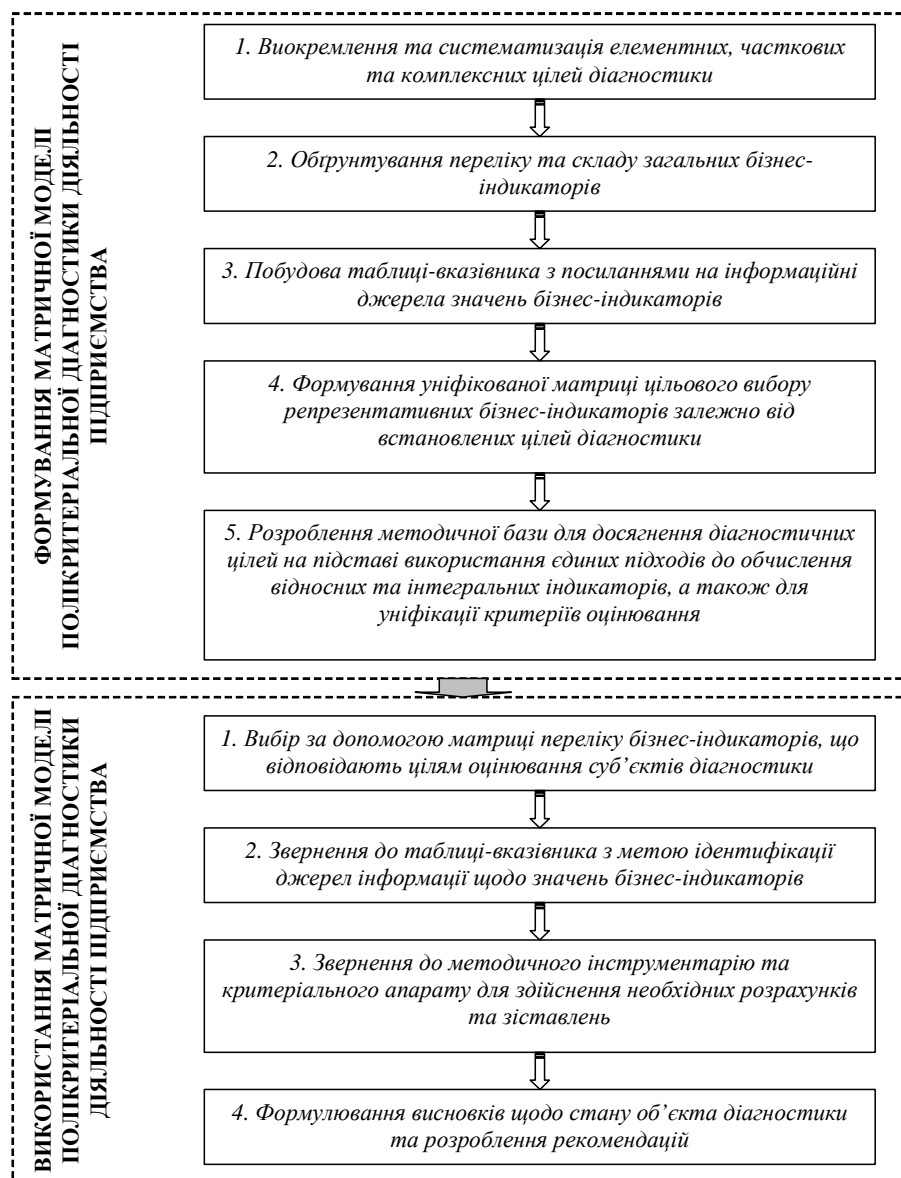 ФОРМУВАННЯ МАТРИЧНОЇ МОДЕЛІ
ПОЛІКРИТЕРІАЛЬНОЇ ДІАГНОСТИКИ ДІЯЛЬНОСТІ
ПІДПРИЄМСТВА
1. Виокремлення та систематизація елементних, часткових
та комплексних цілей діагностики
2. Обґрунтування переліку та складу загальних бізнес-
індикаторів
3. Побудова таблиці-вказівника з посиланнями на інформаційні
джерела значень бізнес-індикаторів
4. Формування уніфікованої матриці цільового вибору
репрезентативних бізнес-індикаторів залежно від
встановлених цілей діагностики
5. Розроблення методичної бази для досягнення діагностичних
цілей на підставі використання єдиних підходів до обчислення
відносних та інтегральних індикаторів, а також для
уніфікації критеріїв оцінювання
ВИКОРИСТАННЯ МАТРИЧНОЇ МОДЕЛІ
ПОЛІКРИТЕРІАЛЬНОЇ ДІАГНОСТИКИ
ДІЯЛЬНОСТІ ПІДПРИЄМСТВА
1. Вибір за допомогою матриці переліку бізнес-індикаторів, що
відповідають цілям оцінювання суб’єктів діагностики
2. Звернення до таблиці-вказівника з метою ідентифікації
джерел інформації щодо значень бізнес-індикаторів
3. Звернення до методичного інструментарію та
критеріального апарату для здійснення необхідних розрахунків
та зіставлень
4. Формулювання висновків щодо стану об’єкта діагностики
та розроблення рекомендацій